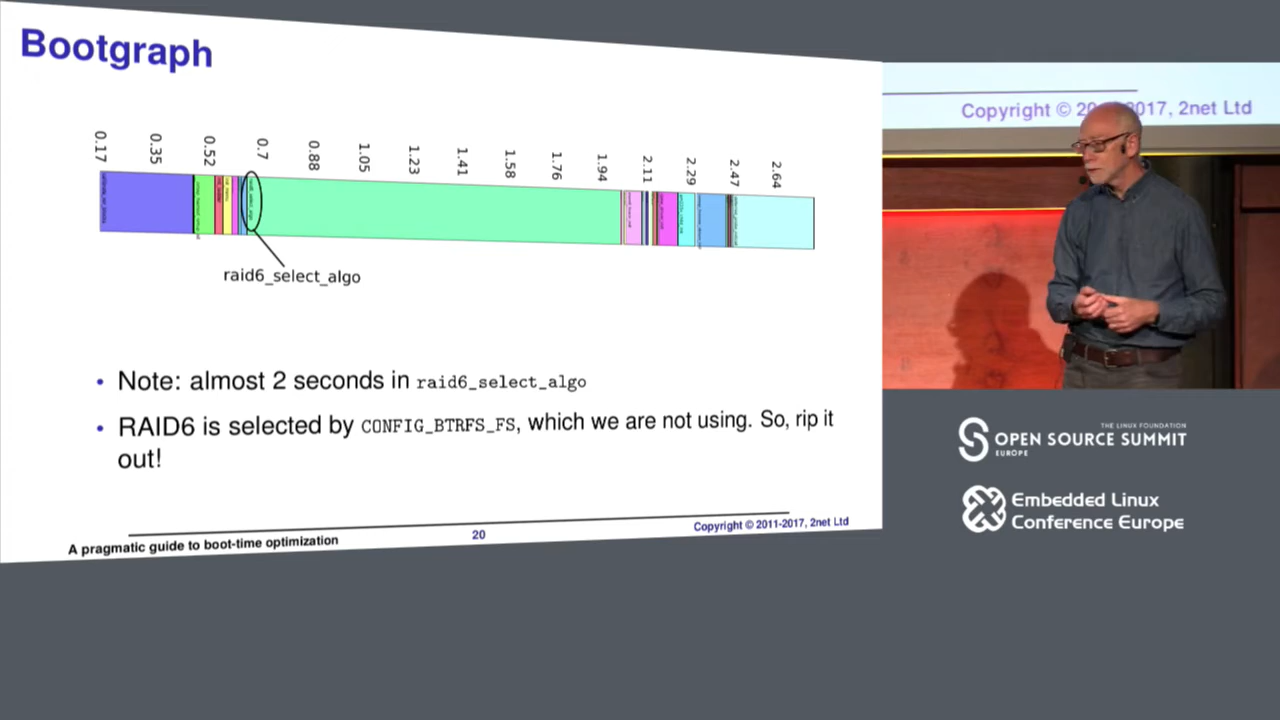 Bootgraph
0.17
0.35
0.52
0.7
0.88
1.05
1.23
1.41
1.58
1.76
1.94
2.11
2.29
2.47
2.64
raid6_select_algo
• Note: almost 2 seconds in raid6_select_algo
• RAID6 is selected by CONFIG_BTRFS_FS, which we are not using. So, rip it
out!
A pragmatic guide to boot-time optimization
20
Copyright © 2011-2017, 2net Ltd
Copyright © 20
017, 2net Ltd
THE LINUX FOUNDATION
OPEN SOURCE SUMMIT
EUROPE
Embedded Linux
Conference Europe